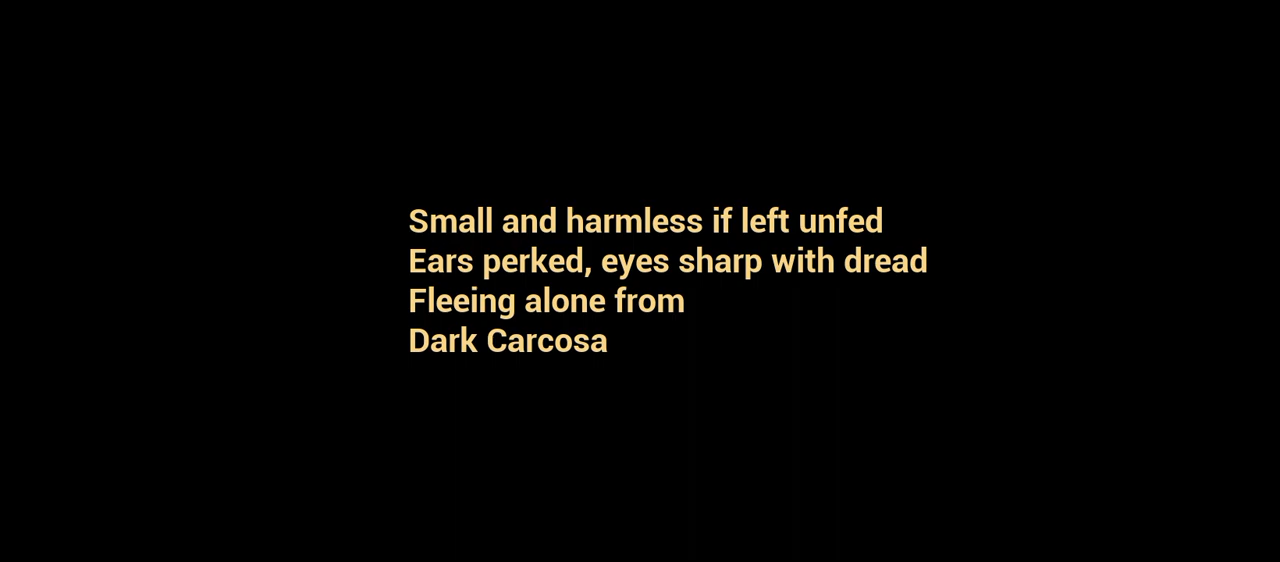 Small and harmless if left unfed
Ears perked, eyes sharp with dread
Fleeing alone from
Dark Carcosa